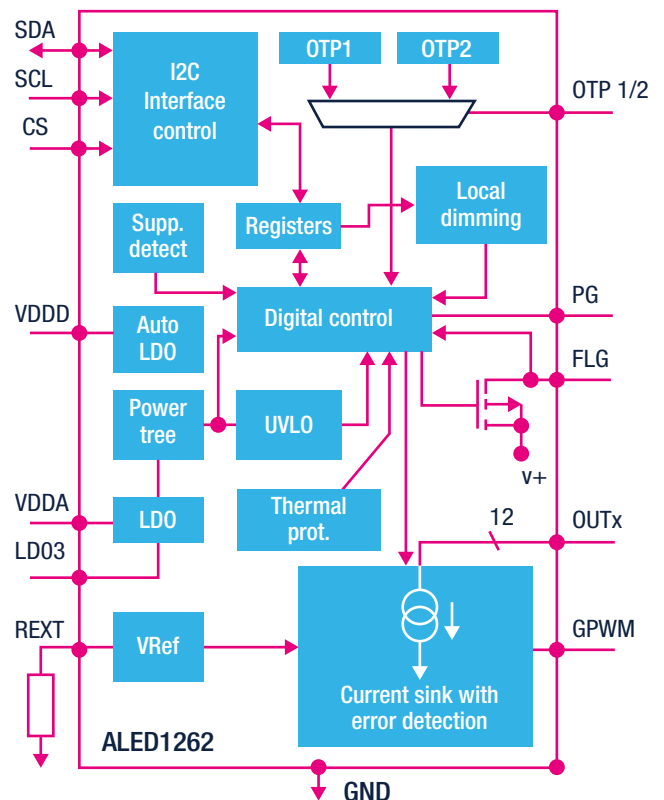 SDA
SCL
CS
I2C
Interface
control
OTP1
OTP2
OTP 1/2
Supp.
detect
Registers
Local
dimming
VDDD
Auto
LDO
Digital control
PG
FLG
Power
tree
UVLO
v+
VDDA
LDO
Thermal
prot.
12
OUTx
LD03
REXT
VRef
GPWM
Current sink with
error detection
ALED1262
GND